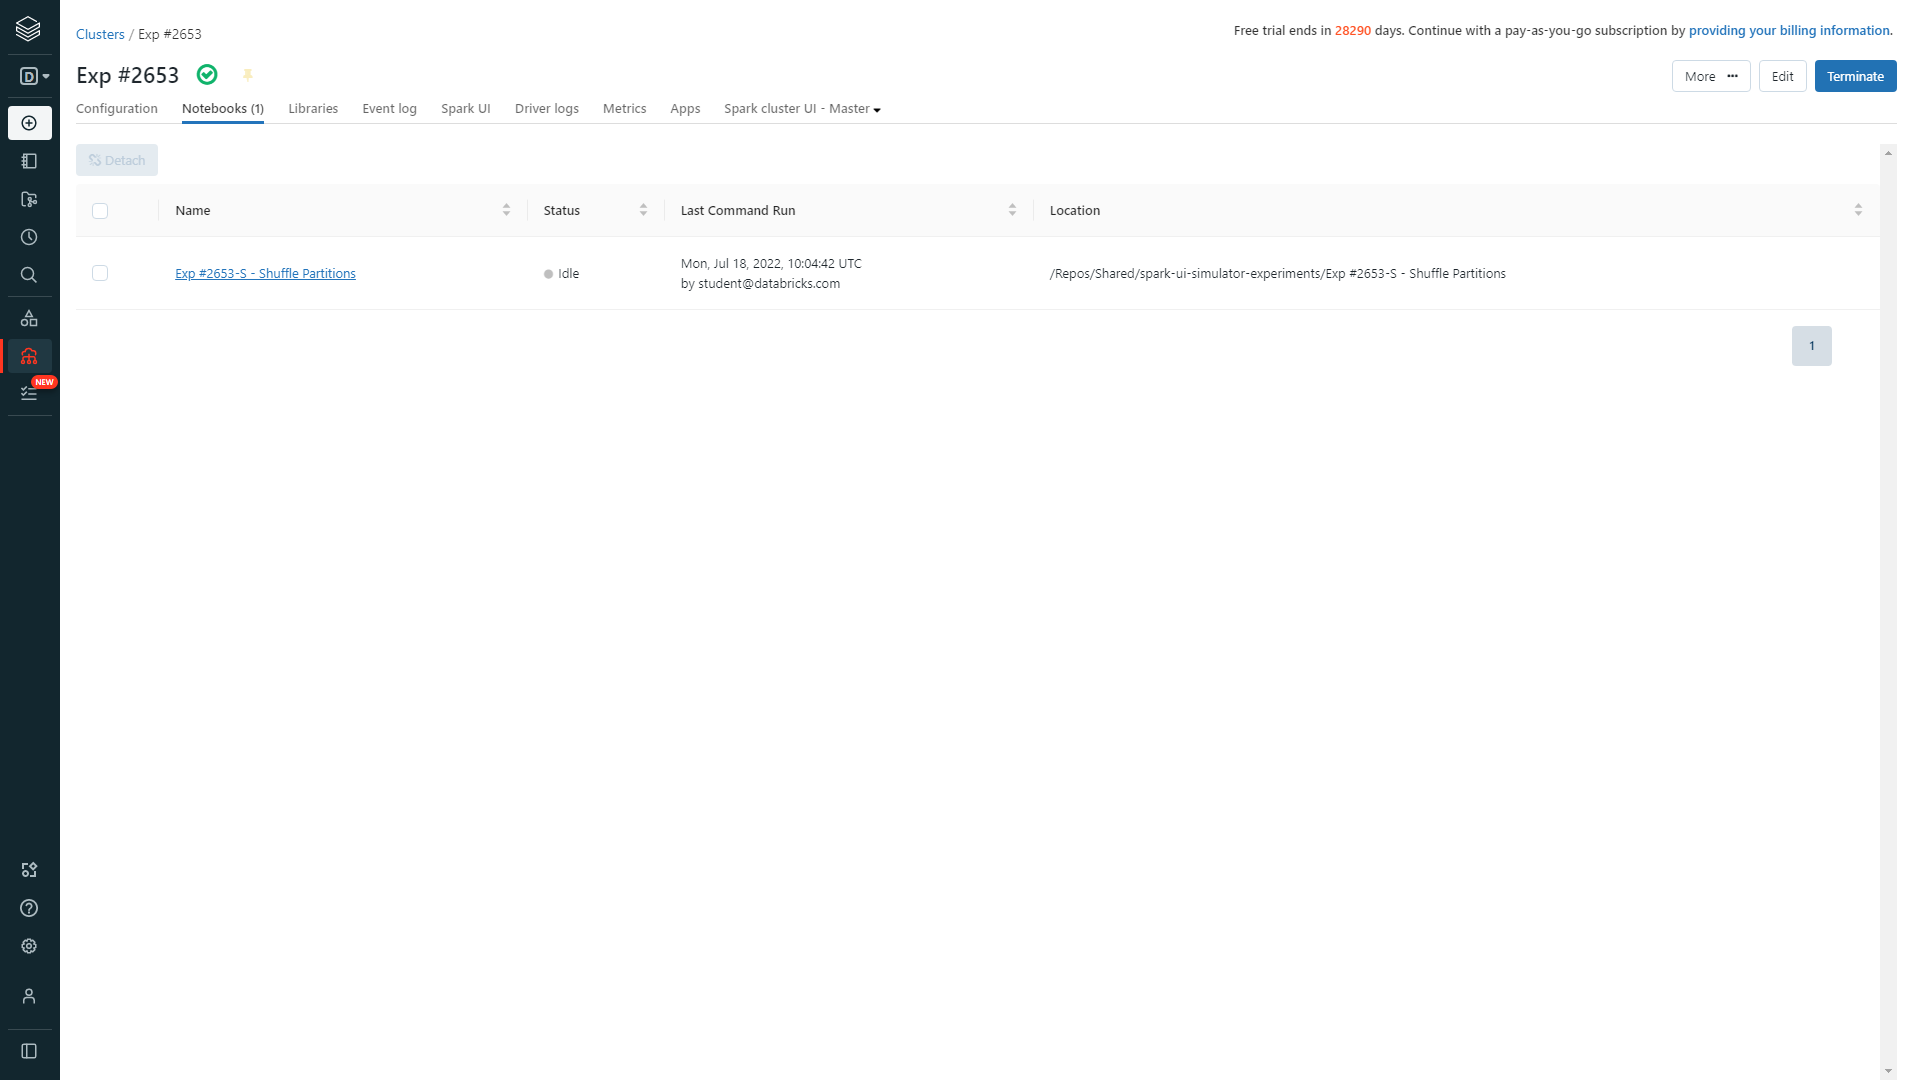 Clusters / Exp #2653
Free trial ends in 28290 days. Continue with a pay-as-you-go subscription by providing your billing information.
D
Exp #2653
More ••• Edit Terminate
Configuration Notebooks (1) Libraries Event log Spark UI Driver logs Metrics Apps Spark cluster UI - Master
Detach
Name Status Last Command Run Location
Exp #2653-S - Shuffle Partitions Idle Mon, Jul 18, 2022, 10:04:42 UTC /Repos/Shared/spark-ui-simulator-experiments/Exp #2653-S - Shuffle Partitions
by student@databricks.com
1
NEW